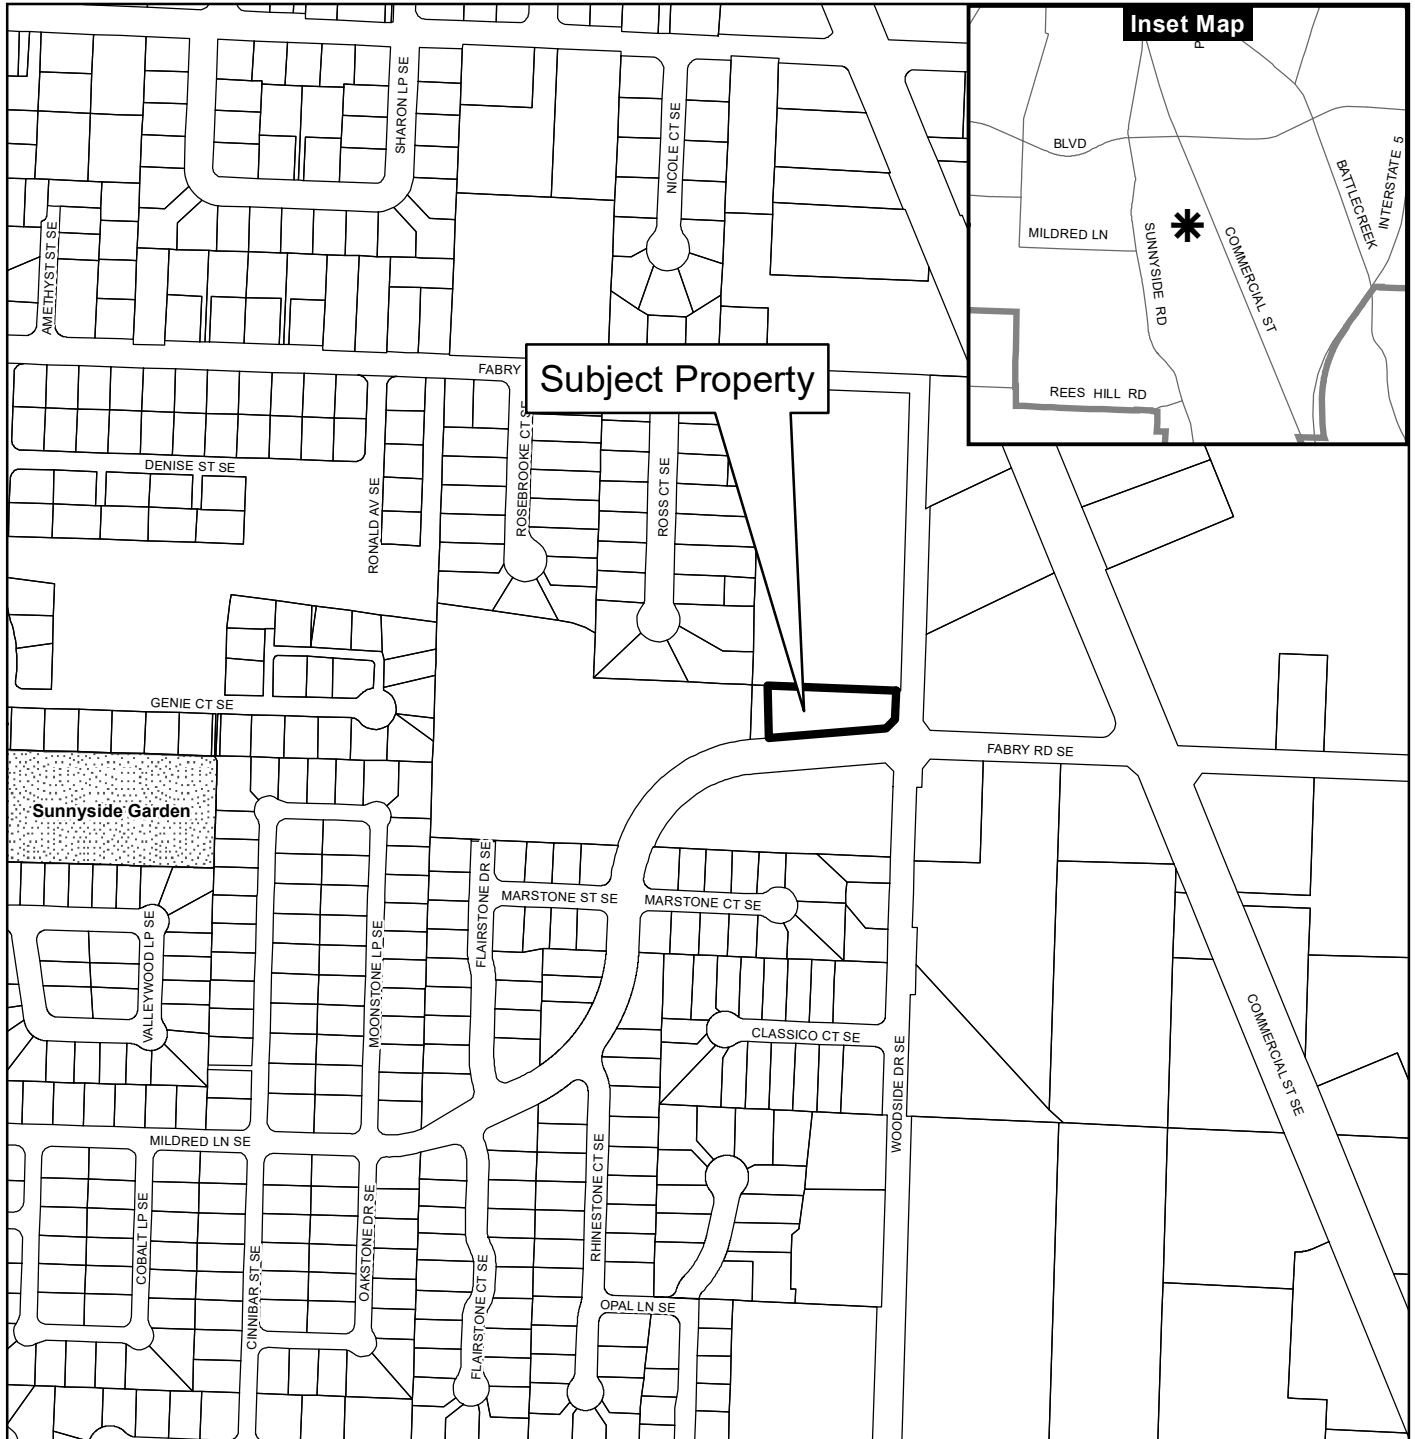 Inset Map
P
BLVD
MILDRED LN
SUNNYSIDE RD
COMMERCIAL ST
BATTLECREEK
INTERSTATE 5
REES HILL RD
SHARON LP SE
NICOLE CT SE
AMETHYST ST SE
FABRY
Subject Property
ROSEBROOKE CT SE
ROSS CT SE
DENISE ST SE
RONALD AV SE
GENIE CT SE
FABRY RD SE
Sunnyside Garden
FLAIRSTONE DR SE
MARSTONE ST SE
MARSTONE CT SE
VALLEYWOOD LP SE
MOONSTONE LP SE
CLASSICO CT SE
WOODSIDE DR SE
COMMERCIAL ST SE
MILDRED LN SE
COBALT LP SE
CINNIBAR ST SE
OAKSTONE DR SE
FLAIRSTONE CT SE
RHINESTONE CT SE
OPAL LN SE